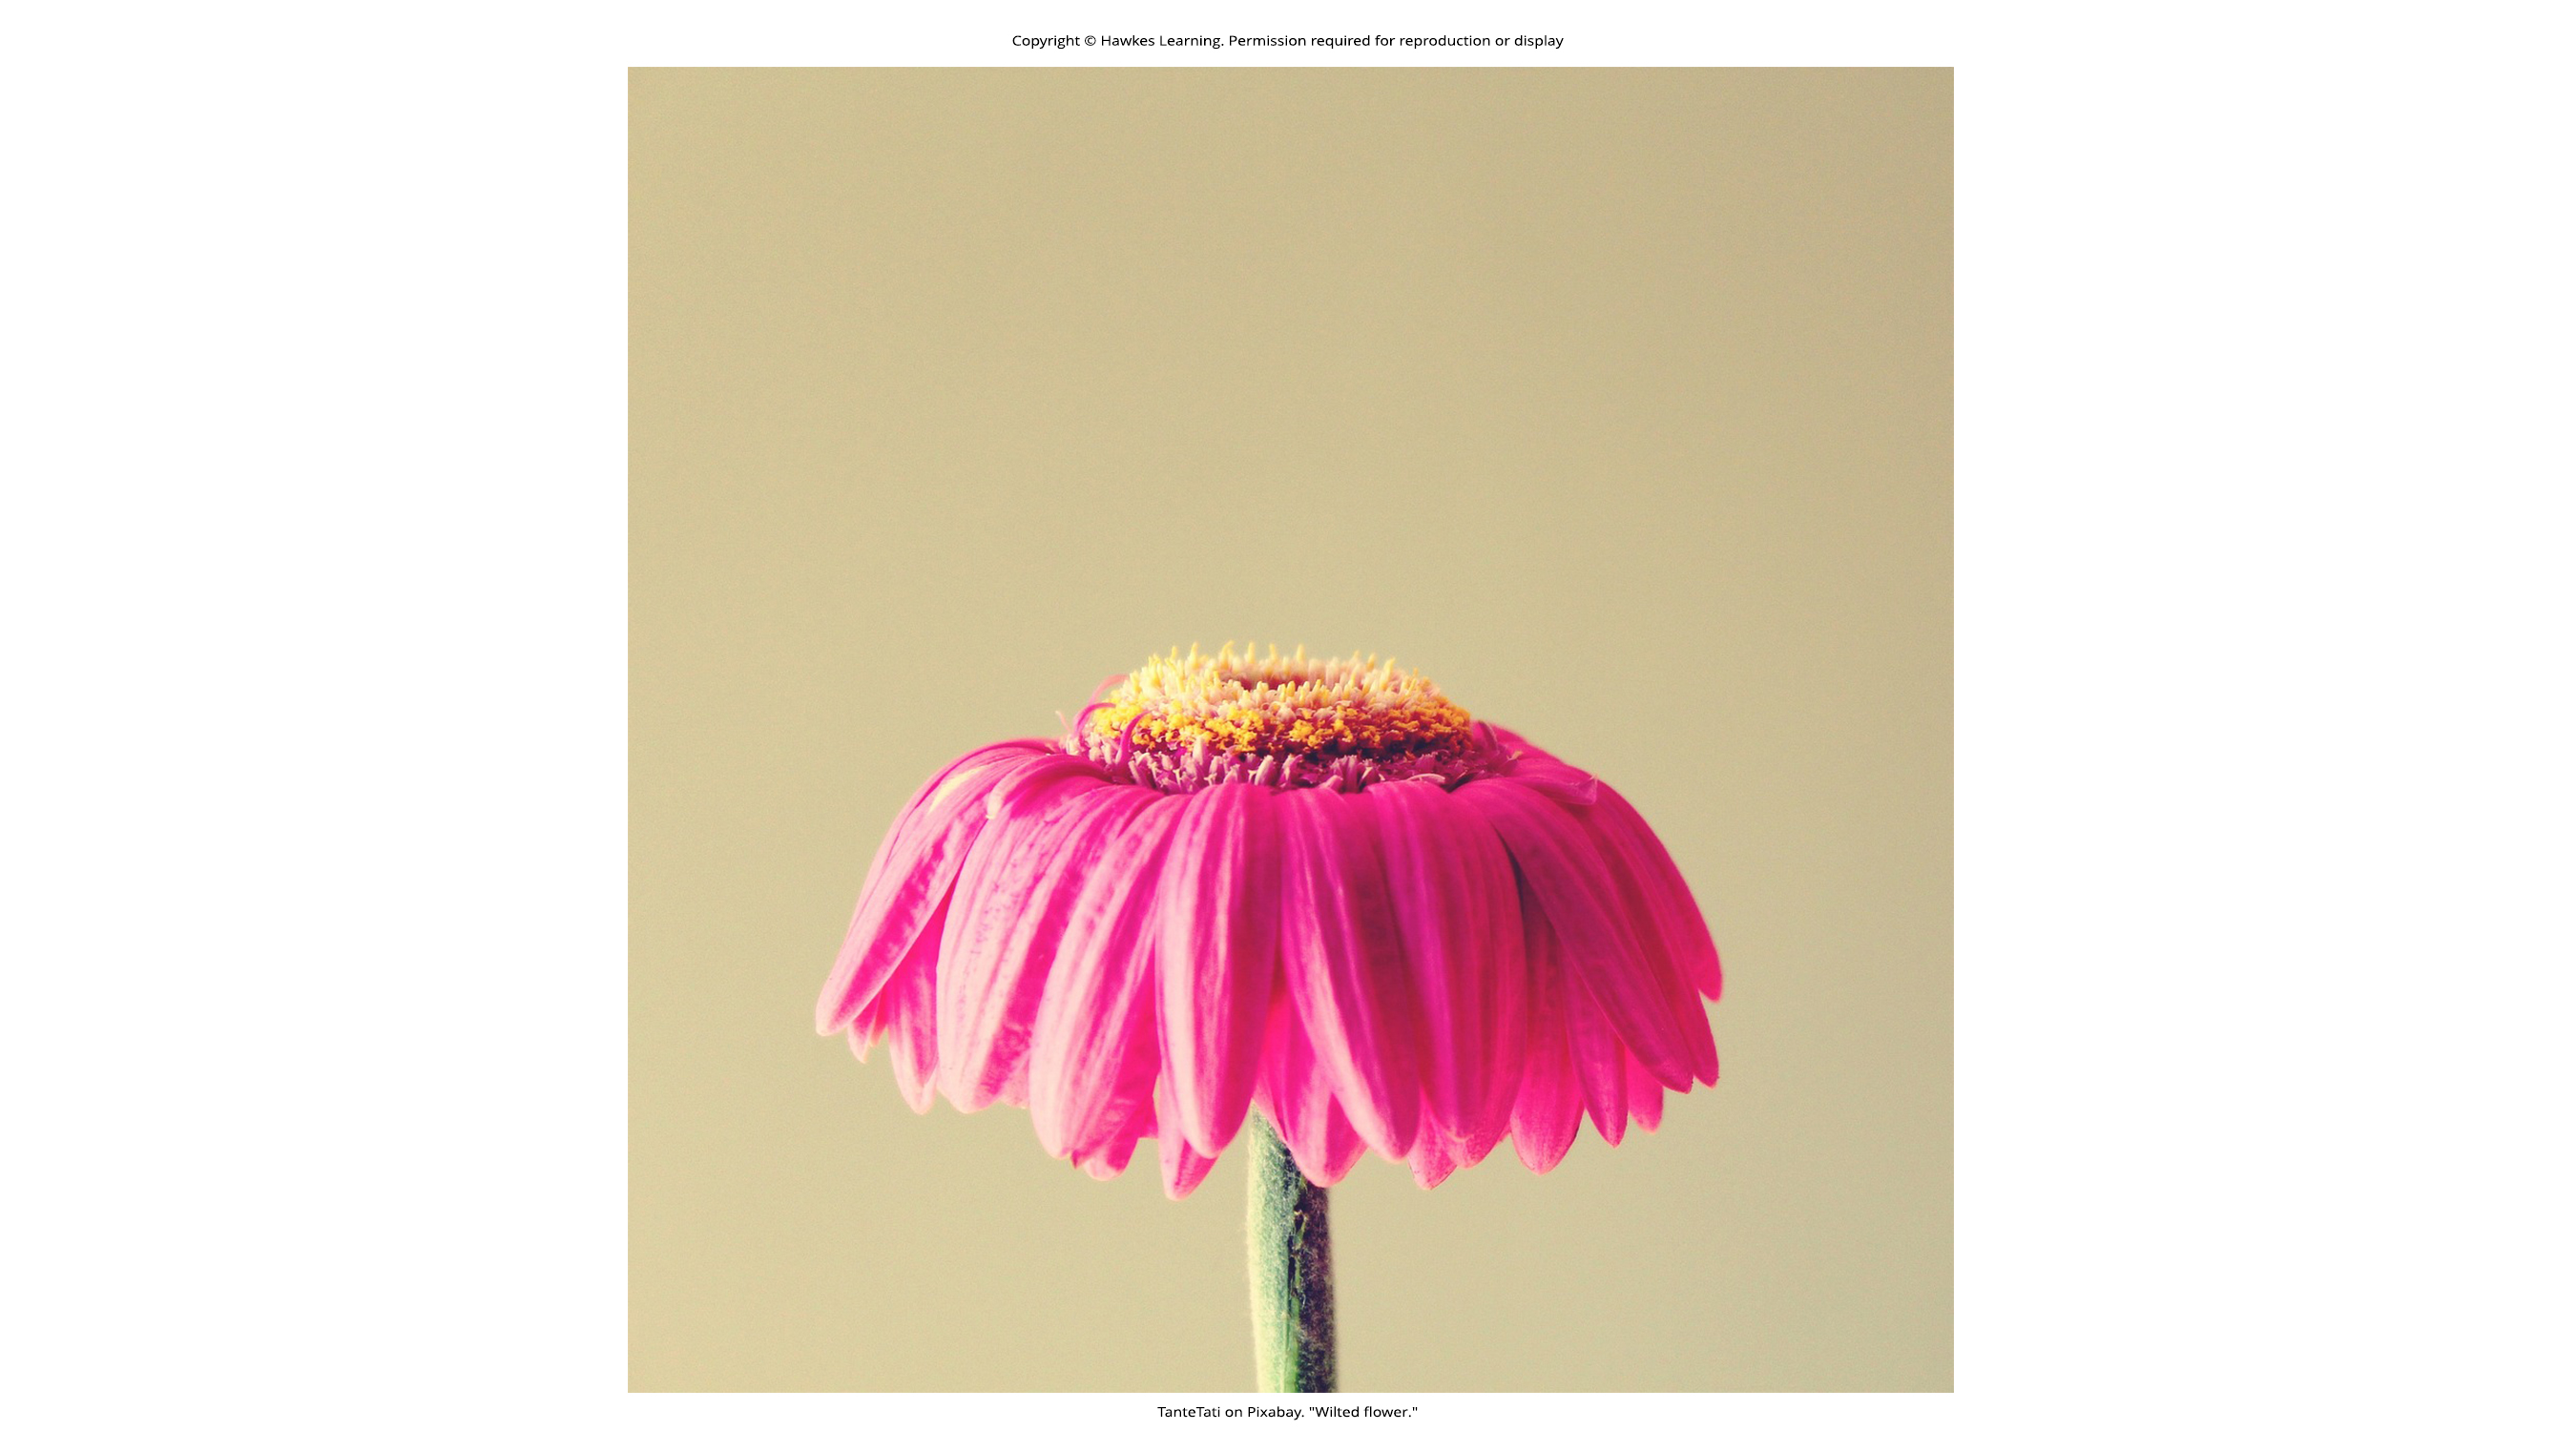 Copyright © Hawkes Learning. Permission required for reproduction or display
TanteTati on Pixabay. "Wilted flower."